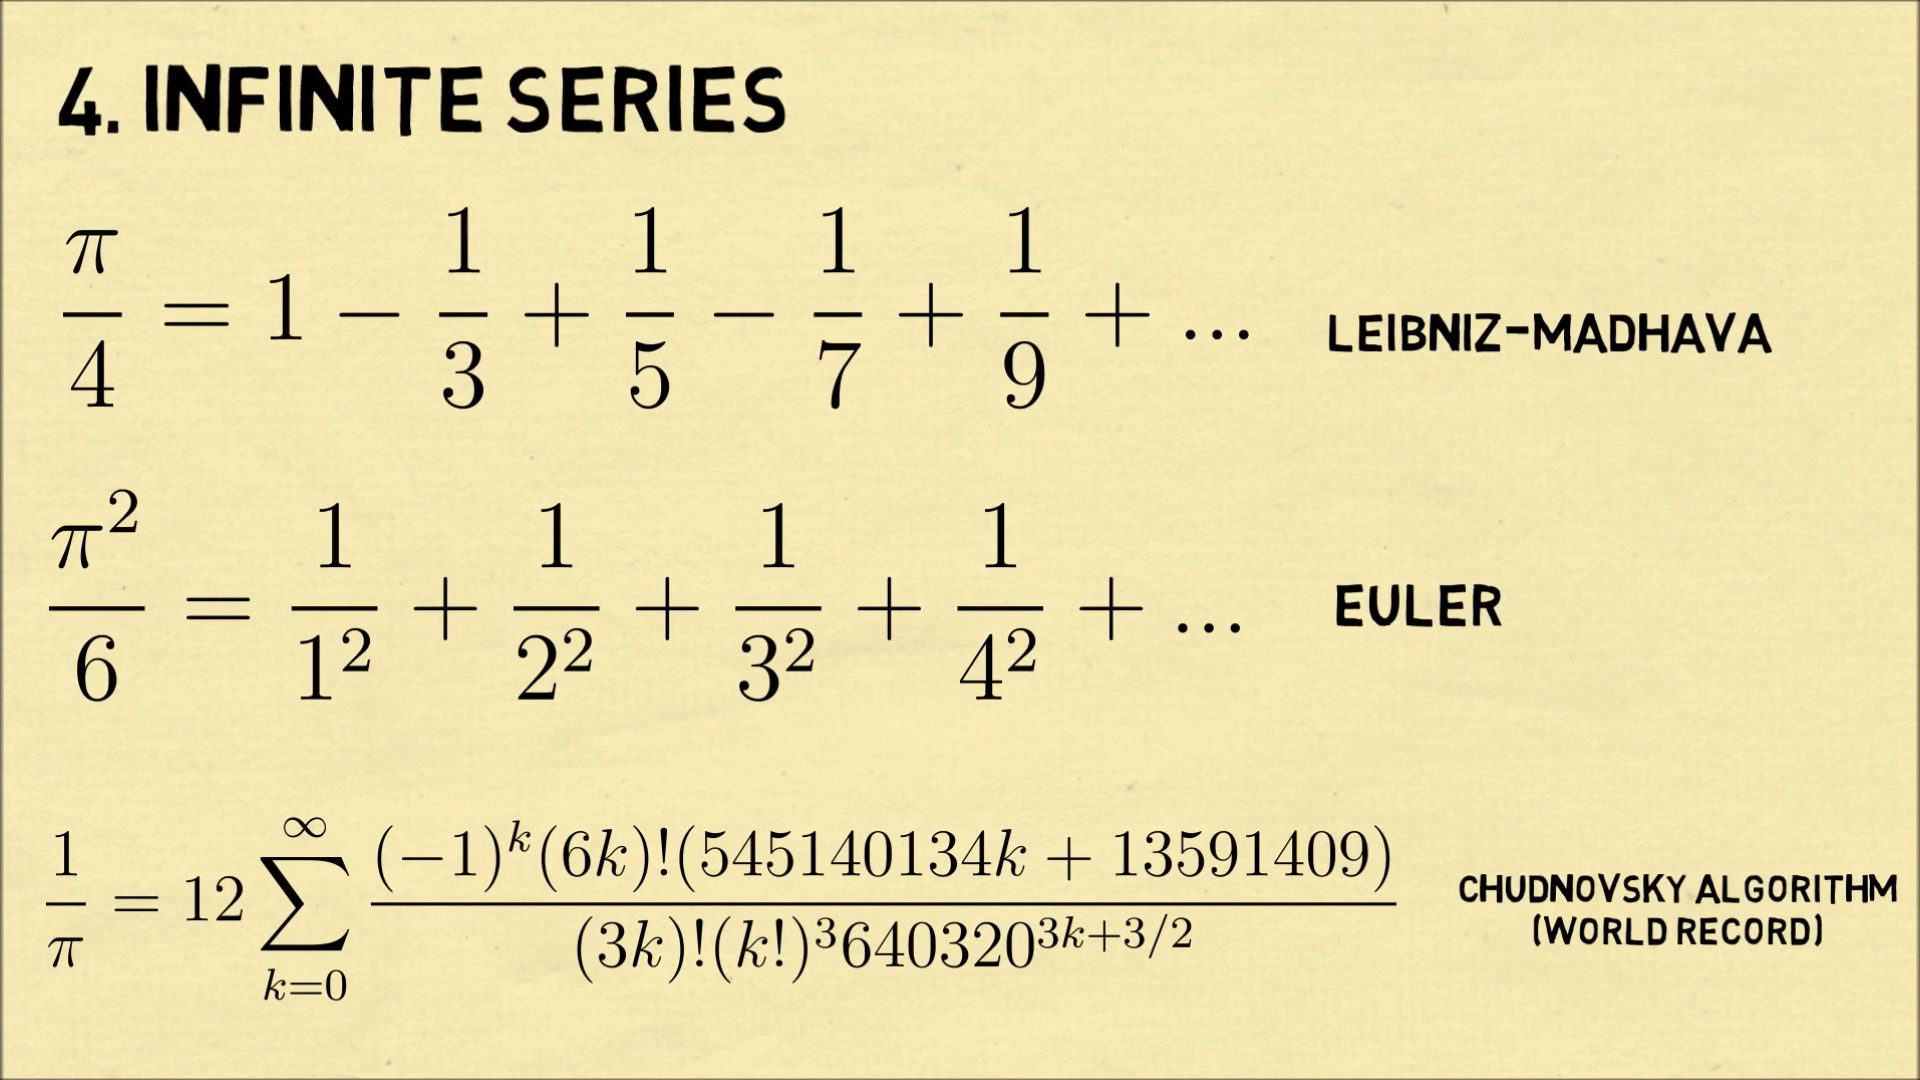 4. INFINITE SERIES
π/4 = 1 − 1/3 + 1/5 − 1/7 + 1/9 + ... LEIBNIZ-MADHAVA
π²/6 = 1/1² + 1/2² + 1/3² + 1/4² + ... EULER
1/π = 12 ∑_{k=0}^{∞} (−1)^k(6k)!(545140134k + 13591409) / (3k)!(k!)³640320^{3k+3/2} CHUDNOVSKY ALGORITHM
(WORLD RECORD)